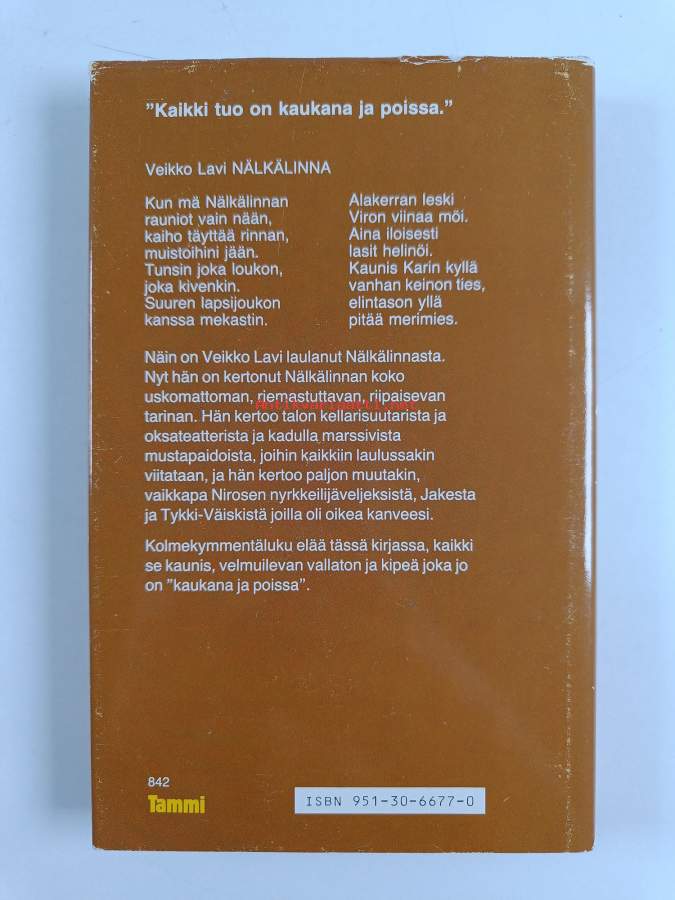 "Kaikki tuo on kaukana ja poissa."
Veikko Lavi NÄLKÄLINNA
Kun mä Nälkälinnan
rauniot vain nään,
kaiho täyttää rinnan,
muistoihini jään.
Tunsin joka loukon,
joka kivenkin.
Suuren lapsijoukon
kanssa mekastin.
Alakerran leski
Viron viinaa möi.
Aina iloisesti
lasit helinöi.
Kaunis Karin kyllä
vanhan keinon ties,
elintason yllä
pitää merimies.
Näin on Veikko Lavi laulanut Nälkälinnasta.
Nyt hän on kertonut Nälkälinnan koko
uskomattoman, riemastuttavan, riipaisevan
tarinan. Hän kertoo talon kellarisuutarista ja
oksateatterista ja kadulla marssivista
mustapaidoista, joihin kaikkiin laulussakin
viitataan, ja hän kertoo paljon muutakin,
vaikkapa Nirosen nyrkkeilijäveljeksistä, Jakesta
ja Tykki-Väiskistä joilla oli oikea kanveesi.
Kolmekymmentäluku elää tässä kirjassa, kaikki
se kaunis, velmuilevan vallaton ja kipeä joka jo
on "kaukana ja poissa".
842
Tammi
ISBN 951-30-6677-0